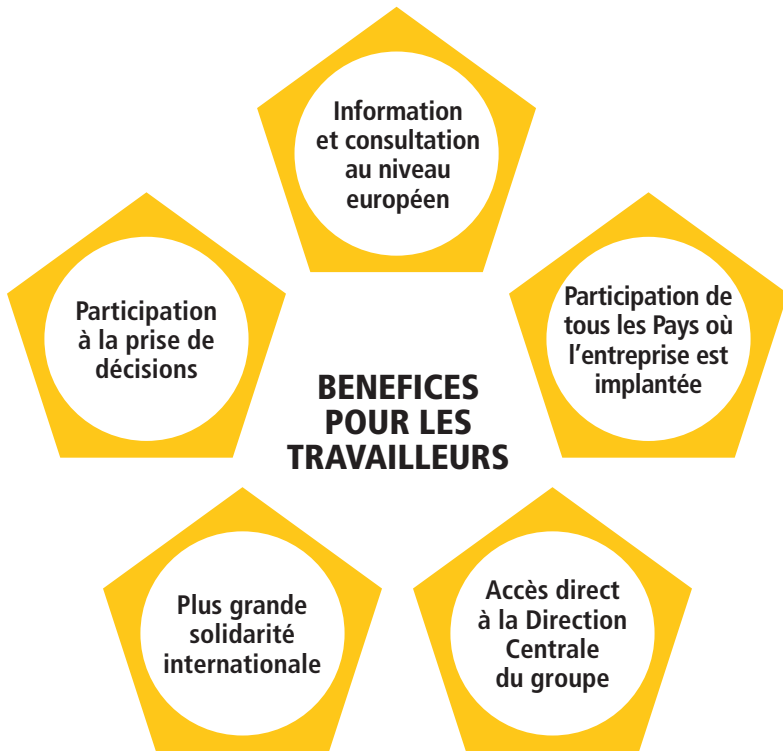 Information
et consultation
au niveau
européen
Participation
à la prise de
décisions
Participation de
tous les Pays où
l'entreprise est
implantée
BENEFICES
POUR LES
TRAVAILLEURS
Plus grande
solidarité
internationale
Accès direct
à la Direction
Centrale
du groupe